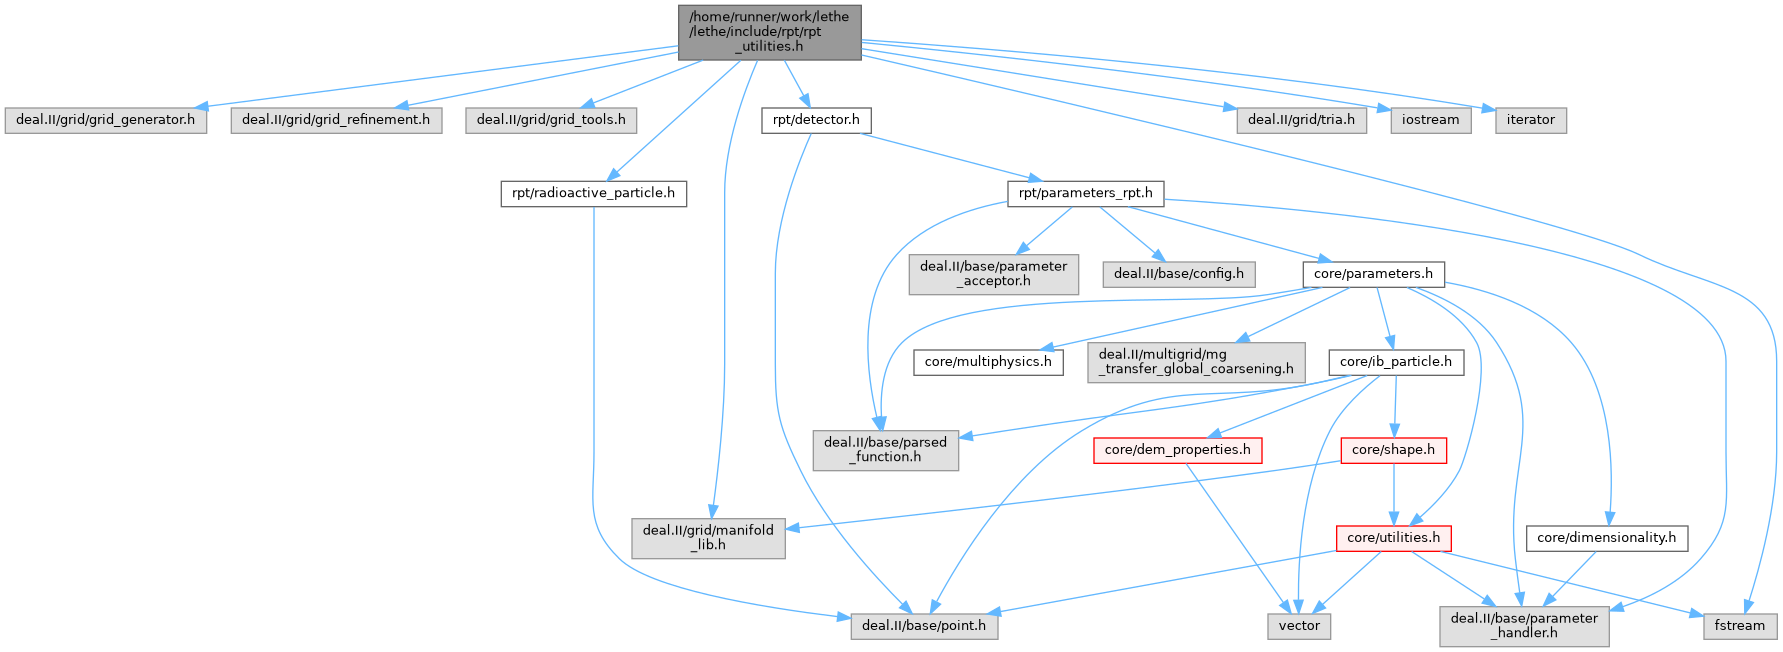 /home/runner/work/lethe
/lethe/include/rpt/rpt
_utilities.h
deal.II/grid/grid_generator.h
deal.II/grid/grid_refinement.h
deal.II/grid/grid_tools.h
rpt/detector.h
deal.II/grid/tria.h
iostream
iterator
rpt/radioactive_particle.h
rpt/parameters_rpt.h
deal.II/base/parameter
_acceptor.h
deal.II/base/config.h
core/parameters.h
core/multiphysics.h
deal.II/multigrid/mg
_transfer_global_coarsening.h
core/ib_particle.h
deal.II/base/parsed
_function.h
core/dem_properties.h
core/shape.h
deal.II/grid/manifold
_lib.h
core/utilities.h
core/dimensionality.h
deal.II/base/point.h
vector
deal.II/base/parameter
_handler.h
fstream